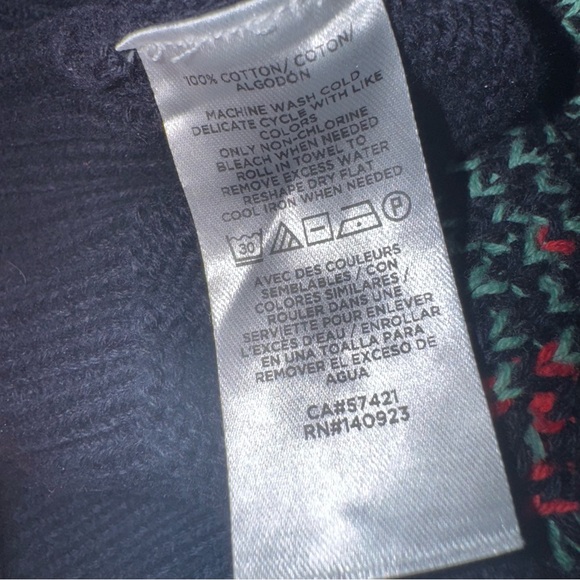 100% COTTON/ COTON/
ALGODÓN
MACHINE WASH COLD
DELICATE CYCLE WITH LIKE
COLORS
ONLY NON-CHLORINE
BLEACH WHEN NEEDED
ROLL IN TOWEL TO
REMOVE EXCESS WATER
RESHAPE DRY FLAT
COOL IRON WHEN NEEDED
30 P
AVEC DES COULEURS
SEMBLABLES / CON
COLORES SIMILARES /
ROULER DANS UNE
SERVIETTE POUR ENLEVER
L'EXCÈS D'EAU / ENROLLAR
EN UNA TOALLA PARA
REMOVER EL EXCESO DE
AGUA
CA#57421
RN#140923